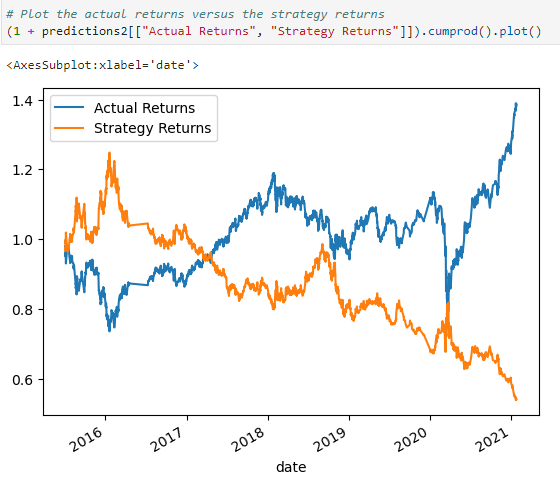 # Plot the actual returns versus the strategy returns
(1 + predictions2[["Actual Returns", "Strategy Returns"]]).cumprod().plot()
<AxesSubplot:xlabel='date'>
Actual Returns
Strategy Returns
1.4
1.2
1.0
0.8
0.6
2016
2017
2018
2019
2020
2021
date